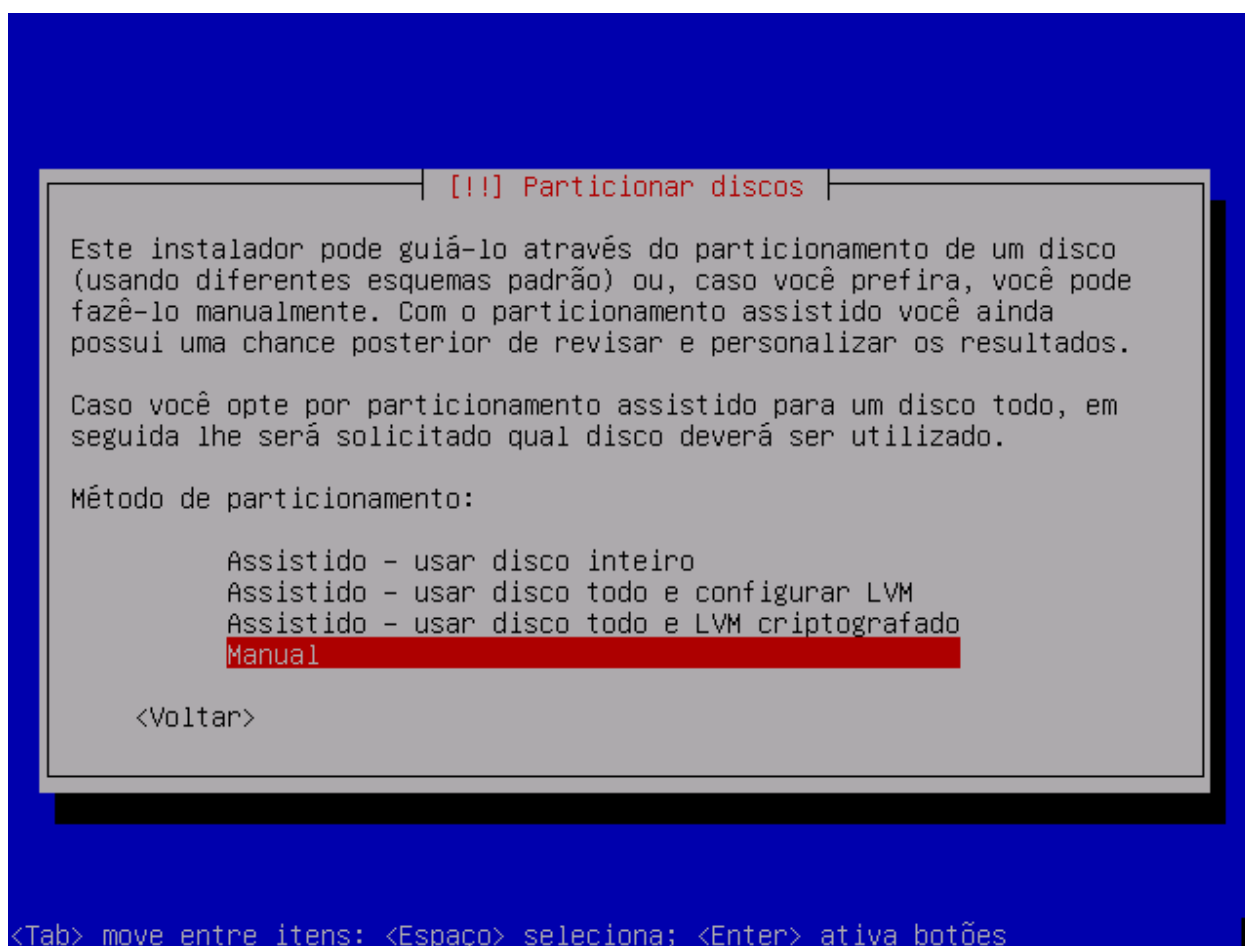 [!!] Particionar discos
Este instalador pode guiá-lo através do particionamento de um disco
(usando diferentes esquemas padrão) ou, caso você prefira, você pode
fazê-lo manualmente. Com o particionamento assistido você ainda
possui uma chance posterior de revisar e personalizar os resultados.
Caso você opte por particionamento assistido para um disco todo, em
seguida lhe será solicitado qual disco deverá ser utilizado.
Método de particionamento:
Assistido – usar disco inteiro
Assistido – usar disco todo e configurar LVM
Assistido – usar disco todo e LVM criptografado
Manual
<Voltar>
<Tab> move entre itens; <Espaço> seleciona; <Enter> ativa botões